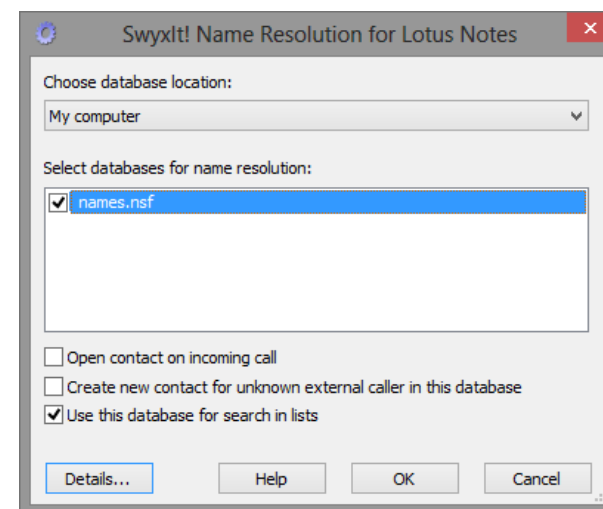 SwyxIt! Name Resolution for Lotus Notes
Choose database location:
My computer
Select databases for name resolution:
names.nsf
Open contact on incoming call
Create new contact for unknown external caller in this database
Use this database for search in lists
Details... Help OK Cancel